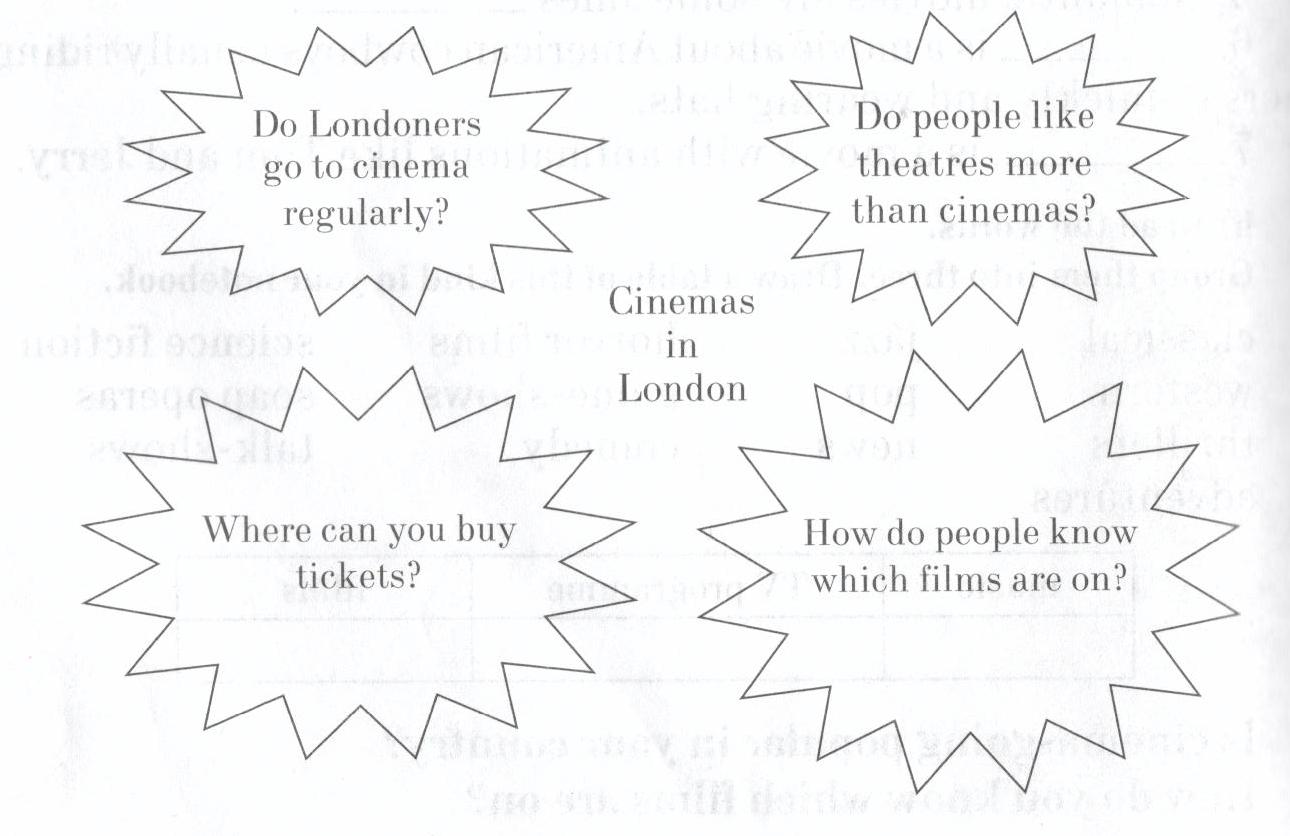 Do Londoners
go to cinema
regularly?
Do people like
theatres more
than cinemas?
Cinemas
in
London
Where can you buy
tickets?
How do people know
which films are on?